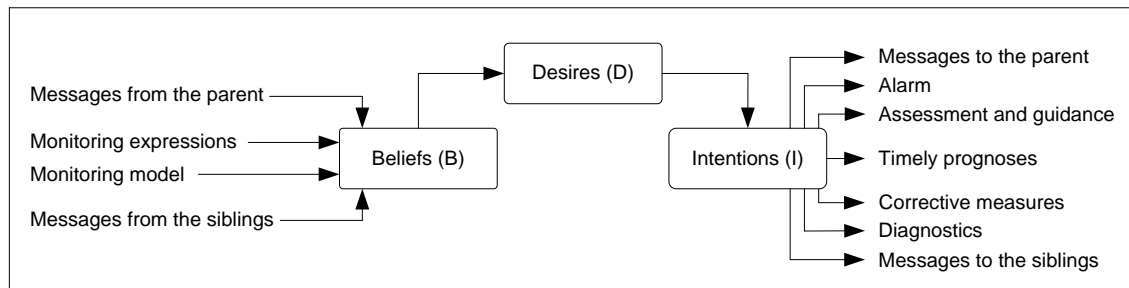 Messages from the parent
Monitoring expressions
Monitoring model
Messages from the siblings
Beliefs (B)
Desires (D)
Intentions (I)
Messages to the parent
Alarm
Assessment and guidance
Timely prognoses
Corrective measures
Diagnostics
Messages to the siblings